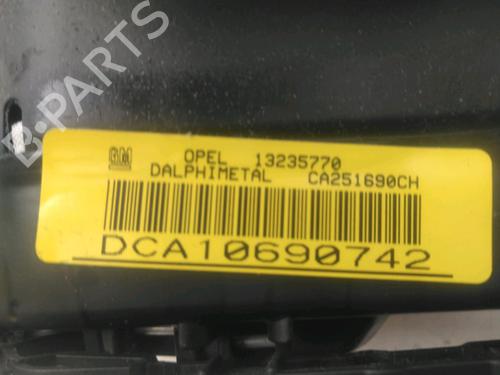 B-PARTS
GM OPEL 13235770
DALPHIMETAL CA251690CH
DCA10690742